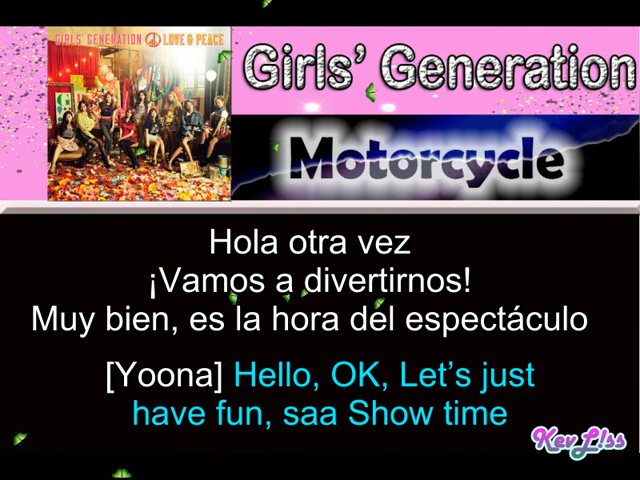 GIRLS' GENERATION LOVE & PEACE
Girls' Generation
Motorcycle
Hola otra vez
¡Vamos a divertirnos!
Muy bien, es la hora del espectáculo
[Yoona] Hello, OK, Let's just
have fun, saa Show time
KevL!ss